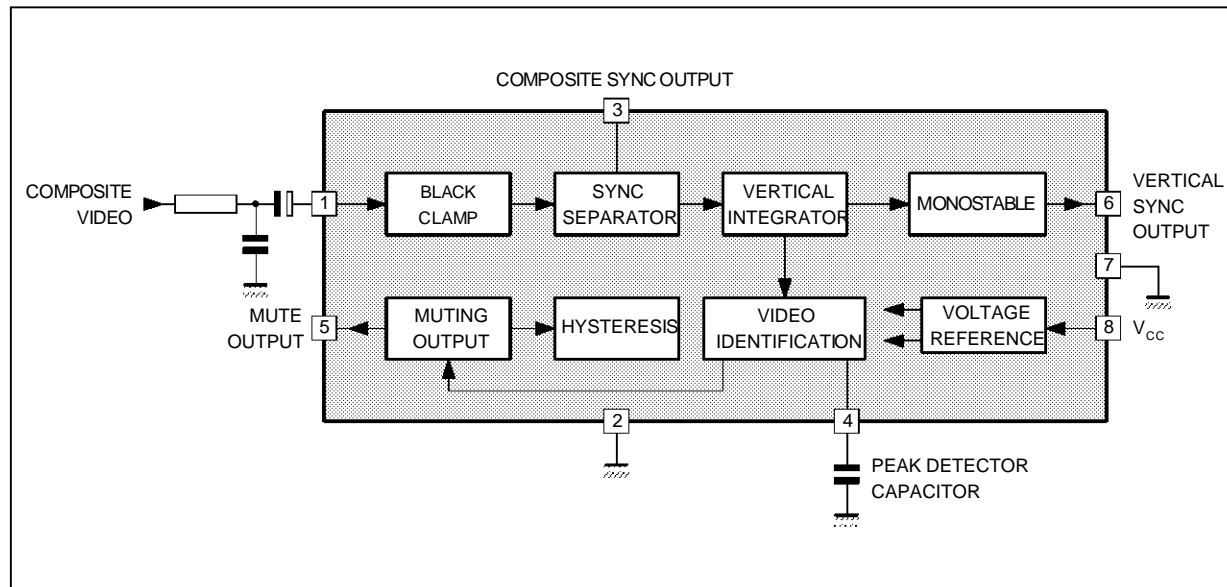 COMPOSITE SYNC OUTPUT
3
COMPOSITE
VIDEO
1
BLACK
CLAMP
SYNC
SEPARATOR
VERTICAL
INTEGRATOR
MONOSTABLE
6
VERTICAL
SYNC
OUTPUT
7
MUTE
OUTPUT
5
MUTING
OUTPUT
HYSTERESIS
VIDEO
IDENTIFICATION
VOLTAGE
REFERENCE
8
VCC
2
4
PEAK DETECTOR
CAPACITOR